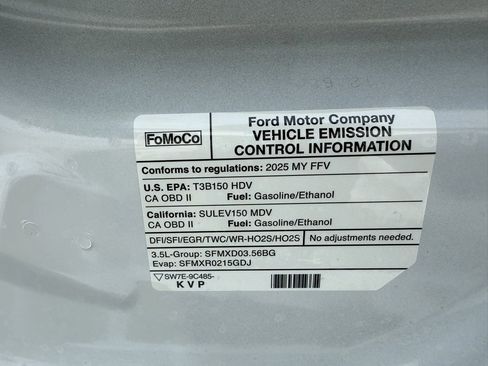 FoMoCo
Ford Motor Company
VEHICLE EMISSION
CONTROL INFORMATION
Conforms to regulations: 2025 MY FFV
U.S. EPA: T3B150 HDV
CA OBD II Fuel: Gasoline/Ethanol
California: SULEV150 MDV
CA OBD II Fuel: Gasoline/Ethanol
DFI/SFI/EGR/TWC/WR-HO2S/HO2S No adjustments needed.
3.5L-Group: SFMXD03.56BG
Evap: SFMXR0215GDJ
SW7E-9C485-
K V P